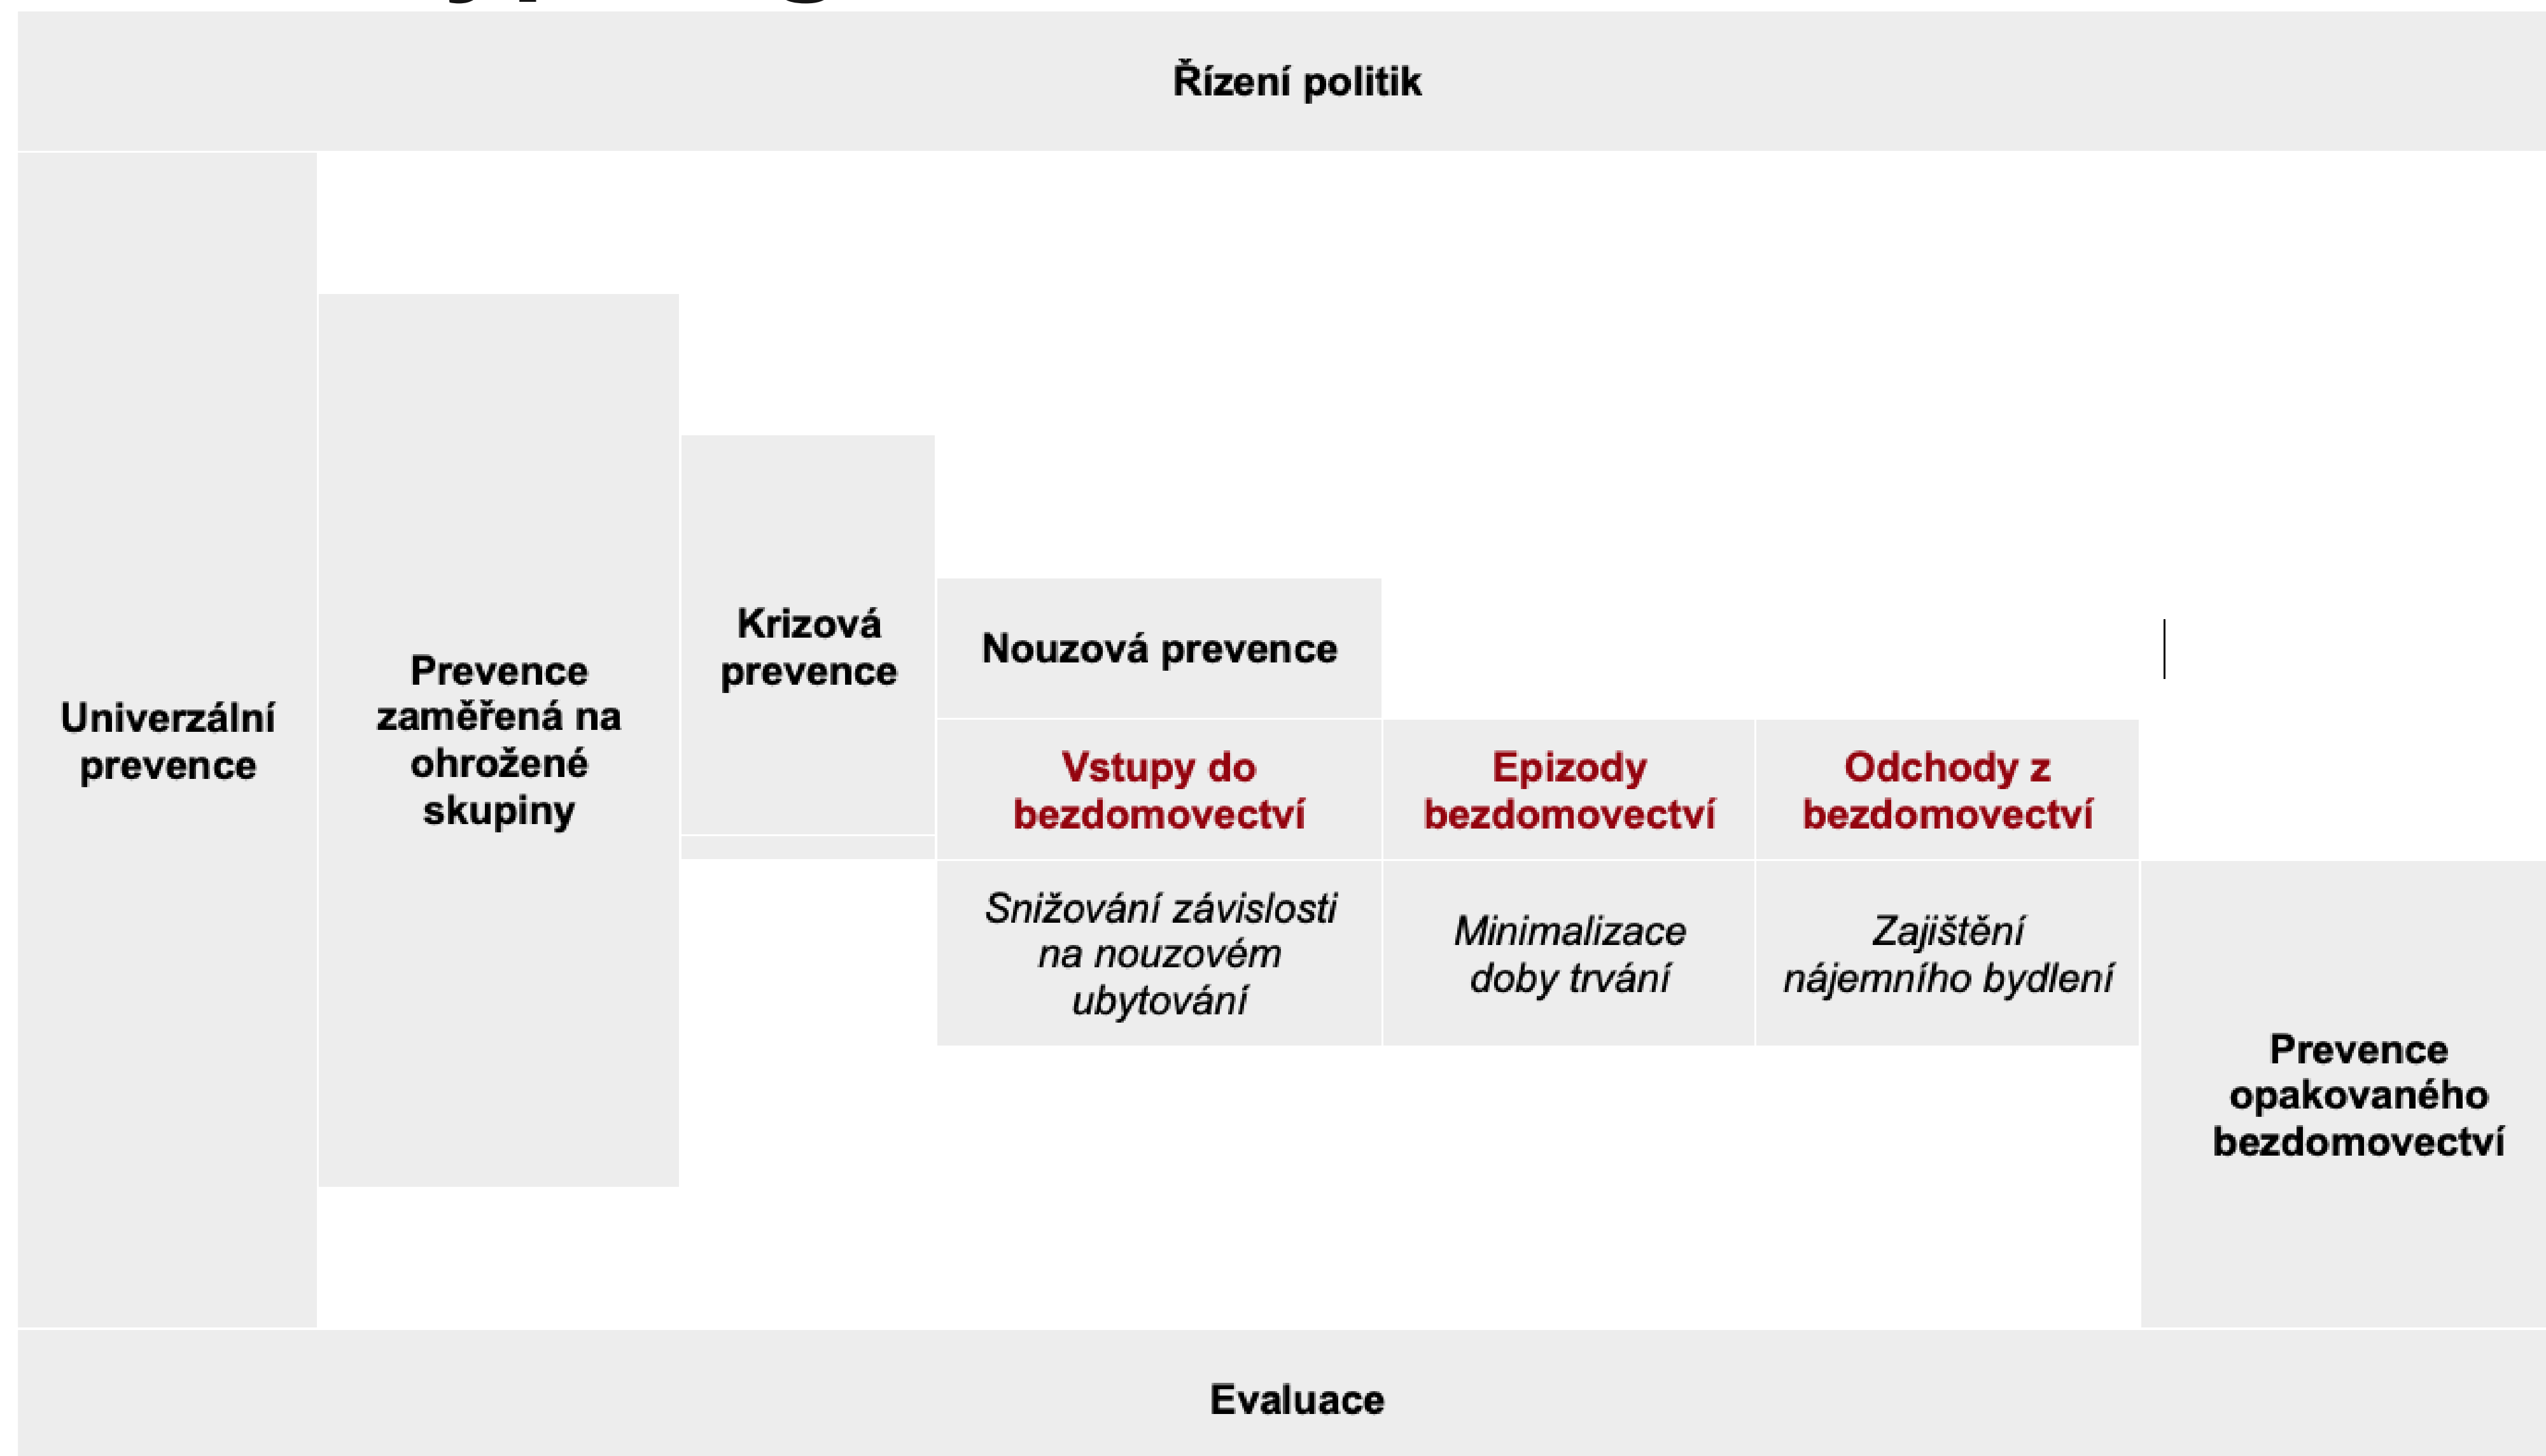 Řízení politik
Univerzální
prevence
Prevence
zaměřená na
ohrožené
skupiny
Krizová
prevence
Nouzová prevence
Vstupy do
bezdomovectví
Epizody
bezdomovectví
Odchody z
bezdomovectví
Snižování závislosti
na nouzovém
ubytování
Minimalizace
doby trvání
Zajištění
nájemního bydlení
Prevence
opakovaného
bezdomovectví
Evaluace